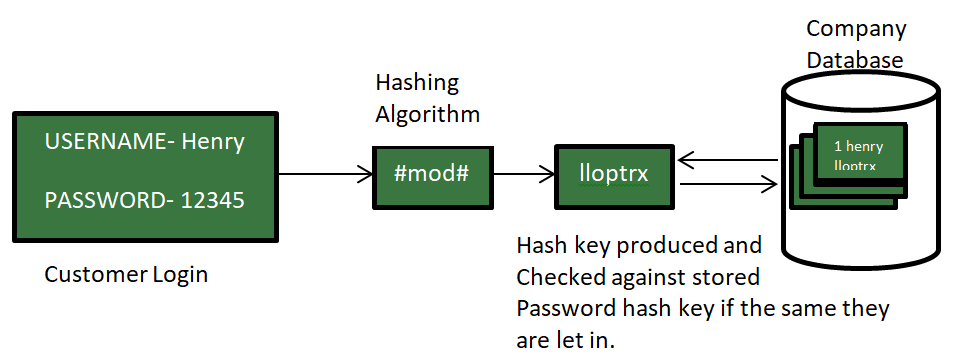 Company
Database
Hashing
Algorithm
USERNAME- Henry
PASSWORD- 12345
#mod#
lloptrx
1 henry
lloptrx
Customer Login
Hash key produced and
Checked against stored
Password hash key if the same they
are let in.